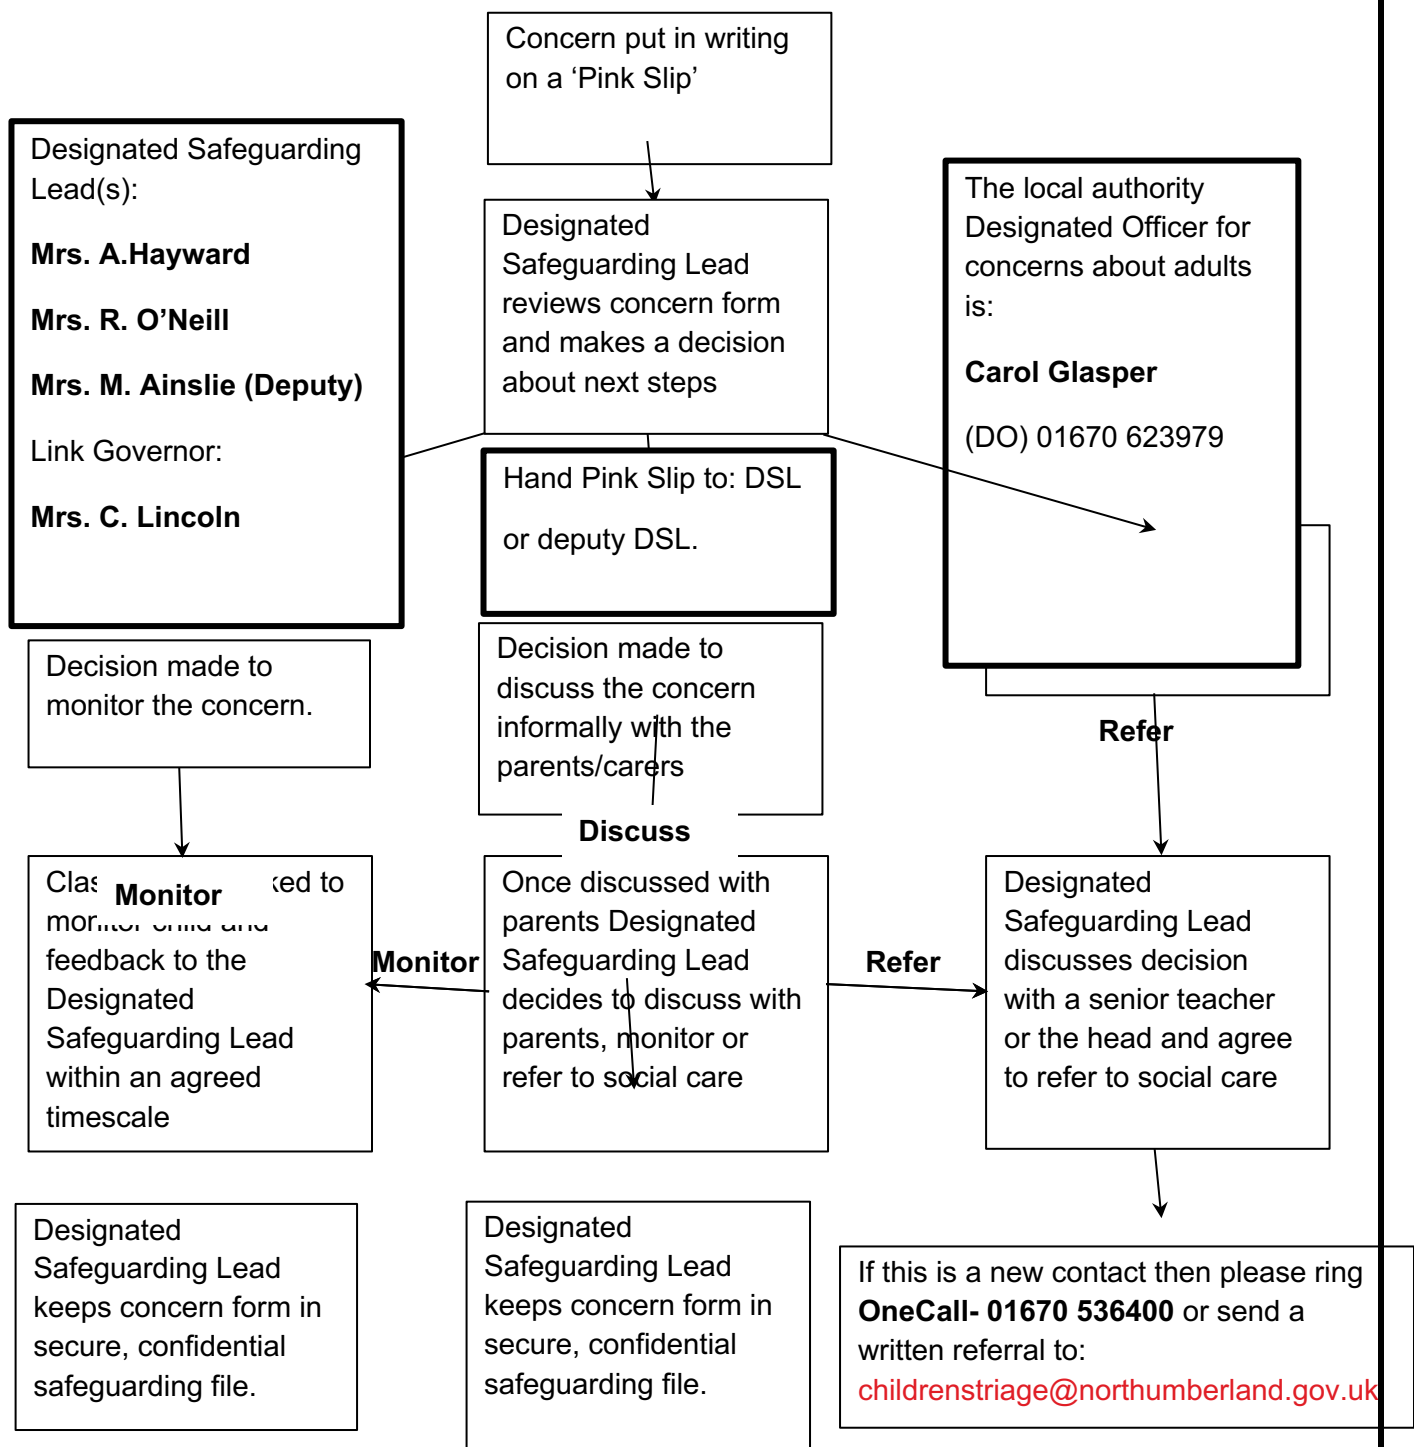 Concern put in writing
on a ‘Pink Slip’
Designated Safeguarding
Lead(s):
Mrs. A.Hayward
Mrs. R. O’Neill
Mrs. M. Ainslie (Deputy)
Link Governor:
Mrs. C. Lincoln
Designated
Safeguarding Lead
reviews concern form
and makes a decision
about next steps
The local authority
Designated Officer for
concerns about adults
is:
Carol Glasper
(DO) 01670 623979
Hand Pink Slip to: DSL
or deputy DSL.
Decision made to
monitor the concern.
Decision made to
discuss the concern
informally with the
parents/carers
Refer
Discuss
Monitor
Clas ked to
monitor child and
feedback to the
Designated
Safeguarding Lead
within an agreed
timescale
Monitor
Once discussed with
parents Designated
Safeguarding Lead
decides to discuss with
parents, monitor or
refer to social care
Refer
Designated
Safeguarding Lead
discusses decision
with a senior teacher
or the head and agree
to refer to social care
Designated
Safeguarding Lead
keeps concern form in
secure, confidential
safeguarding file.
Designated
Safeguarding Lead
keeps concern form in
secure, confidential
safeguarding file.
If this is a new contact then please ring
OneCall- 01670 536400 or send a
written referral to:
childrenstriage@northumberland.gov.uk